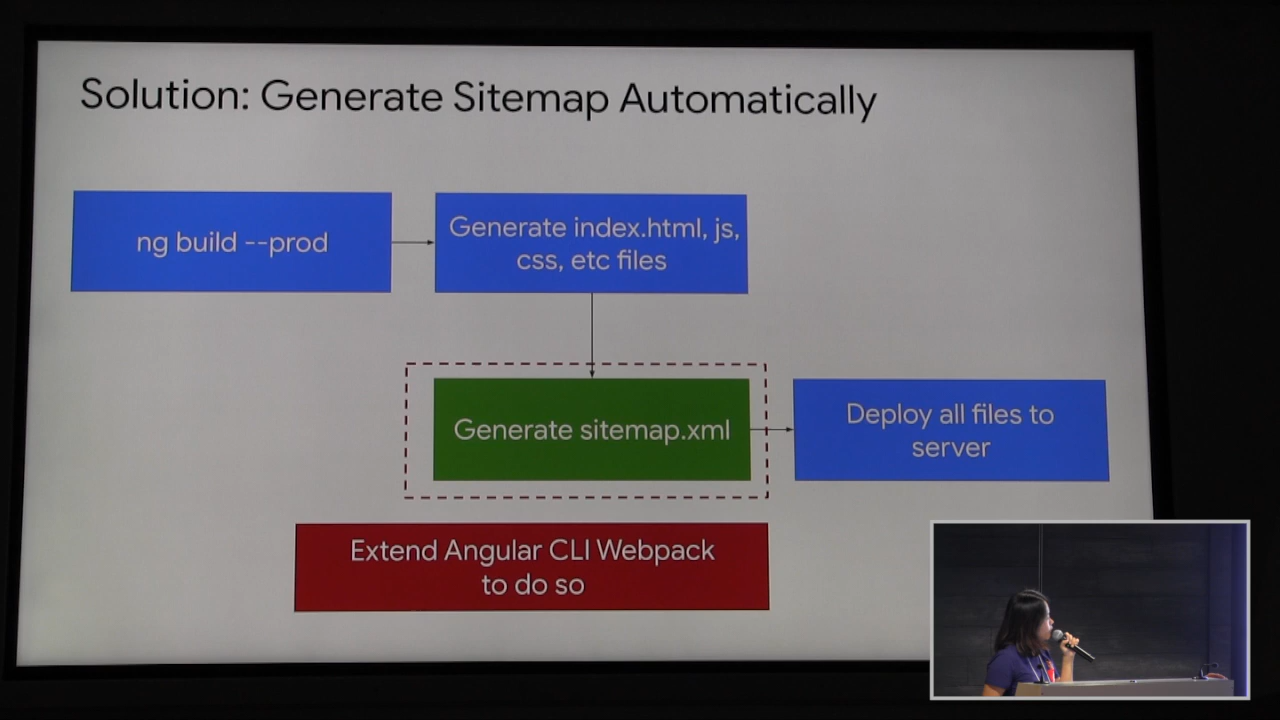 Solution: Generate Sitemap Automatically
ng build --prod
Generate index.html, js,
css, etc files
Generate sitemap.xml
Deploy all files to
server
Extend Angular CLI Webpack
to do so